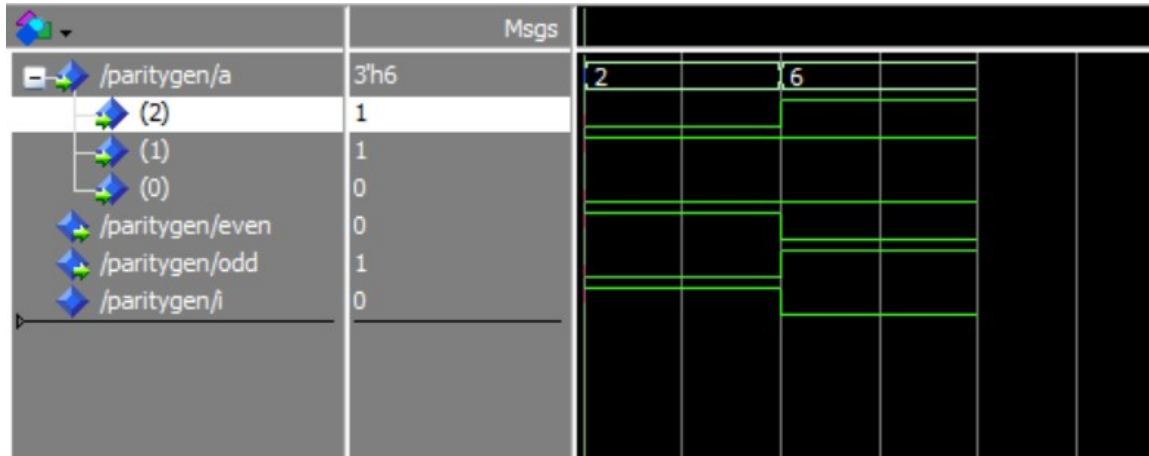 Msgs
/paritygen/a 3'h6 2 6
(2) 1
(1) 1
(0) 0
/paritygen/even 0
/paritygen/odd 1
/paritygen/i 0